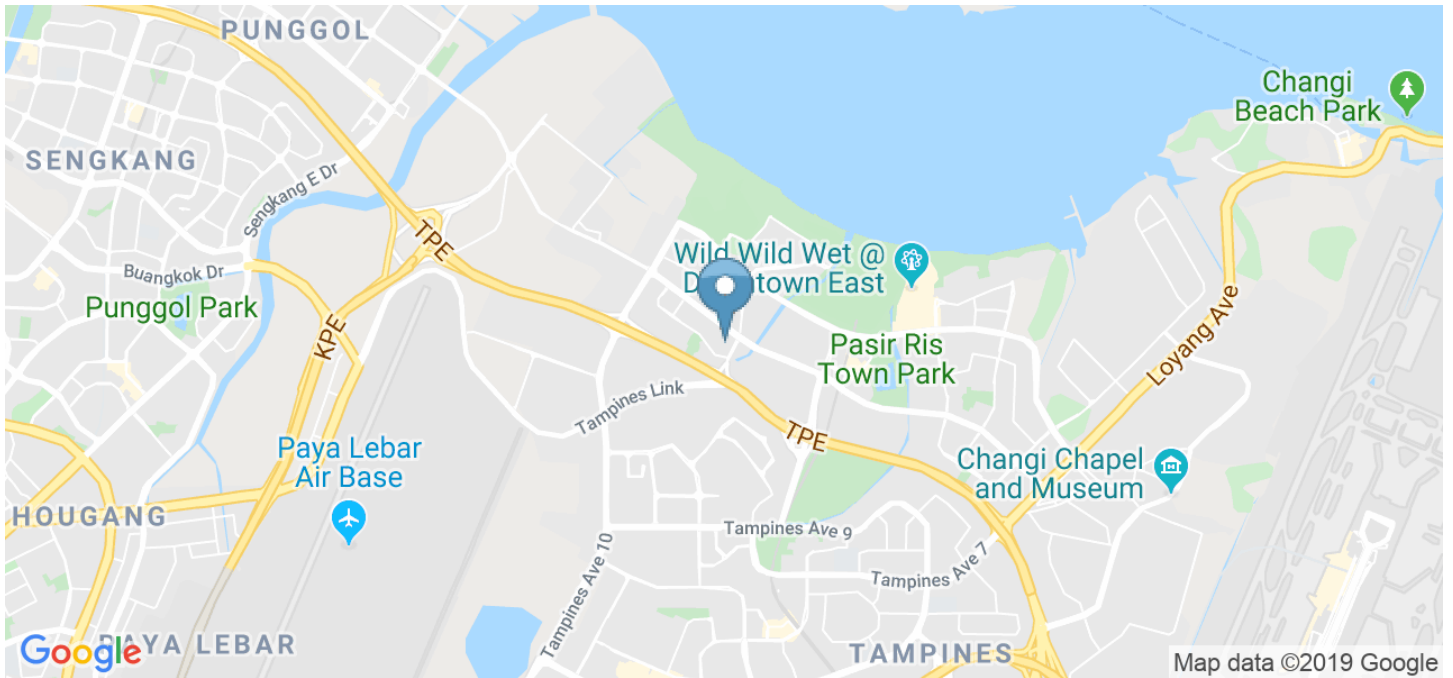 PUNGGOL
Changi
Beach Park
SENGKANG
Sengkang E Dr
TPE
Wild Wild Wet @
D ntown East
Buangkok Dr
Punggol Park
KPE
Loyang Ave
Pasir Ris
Town Park
Tampines Link
TPE
Paya Lebar
Air Base
Changi Chapel
and Museum
HOUGANG
Tampines Ave 9
Tampines Ave 10
Tampines Ave 7
PAYA LEBAR
Google
TAMPINES
Map data ©2019 Google